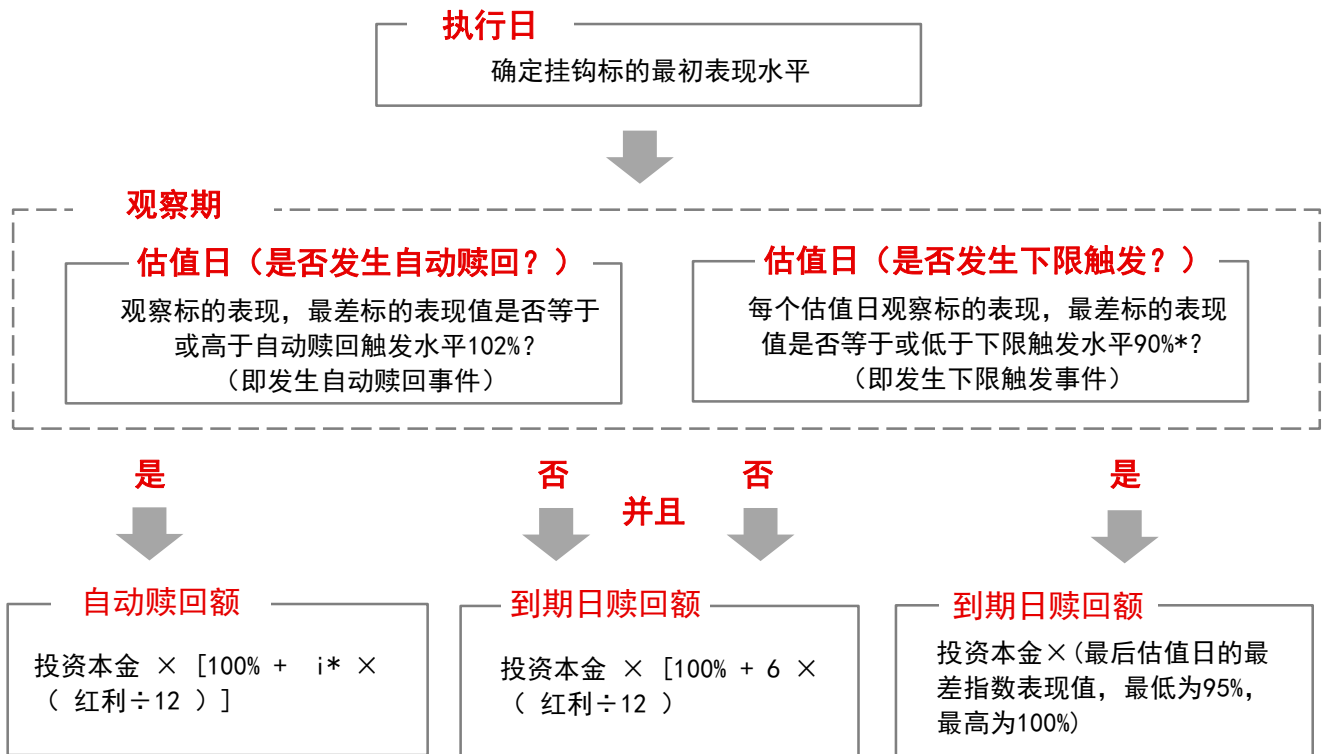 执行日
确定挂钩标的最初表现水平
观察期
估值日（是否发生自动赎回？）
观察标的表现，最差标的表现值是否等于
或高于自动赎回触发水平102%？
（即发生自动赎回事件）
估值日（是否发生下限触发？）
每个估值日观察标的表现，最差标的表现
值是否等于或低于下限触发水平90%*？
（即发生下限触发事件）
是
否
并且
否
是
自动赎回额
投资本金 × [100% + i* ×
（ 红利÷12 ）]
到期日赎回额
投资本金 × [100% + 6 ×
（ 红利÷12 ）
到期日赎回额
投资本金×(最后估值日的最
差指数表现值，最低为95%，
最高为100%)